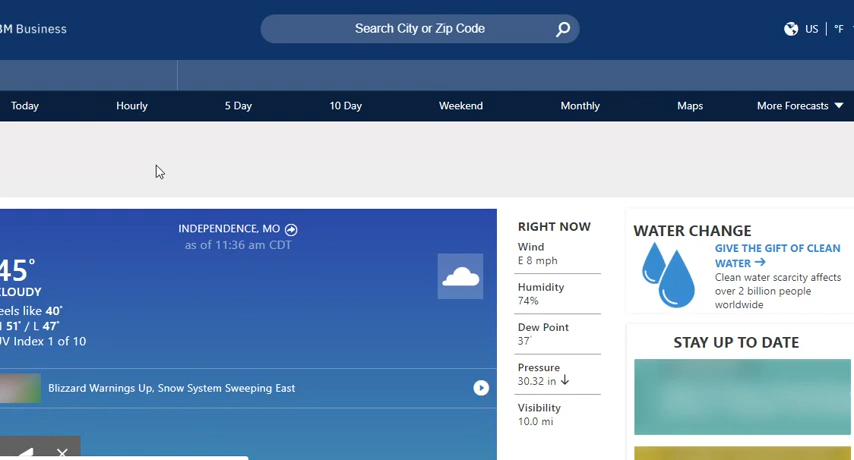 Business
Search City or Zip Code
US | °F
Today Hourly 5 Day 10 Day Weekend Monthly Maps More Forecasts
INDEPENDENCE, MO
as of 11:36 am CDT
45°
CLOUDY
eels like 40°
51° / L 47°
UV Index 1 of 10
Blizzard Warnings Up, Snow System Sweeping East
RIGHT NOW
Wind
E 8 mph
Humidity
74%
Dew Point
37°
Pressure
30.32 in ↓
Visibility
10.0 mi
WATER CHANGE
GIVE THE GIFT OF CLEAN
WATER →
Clean water scarcity affects
over 2 billion people
worldwide
STAY UP TO DATE